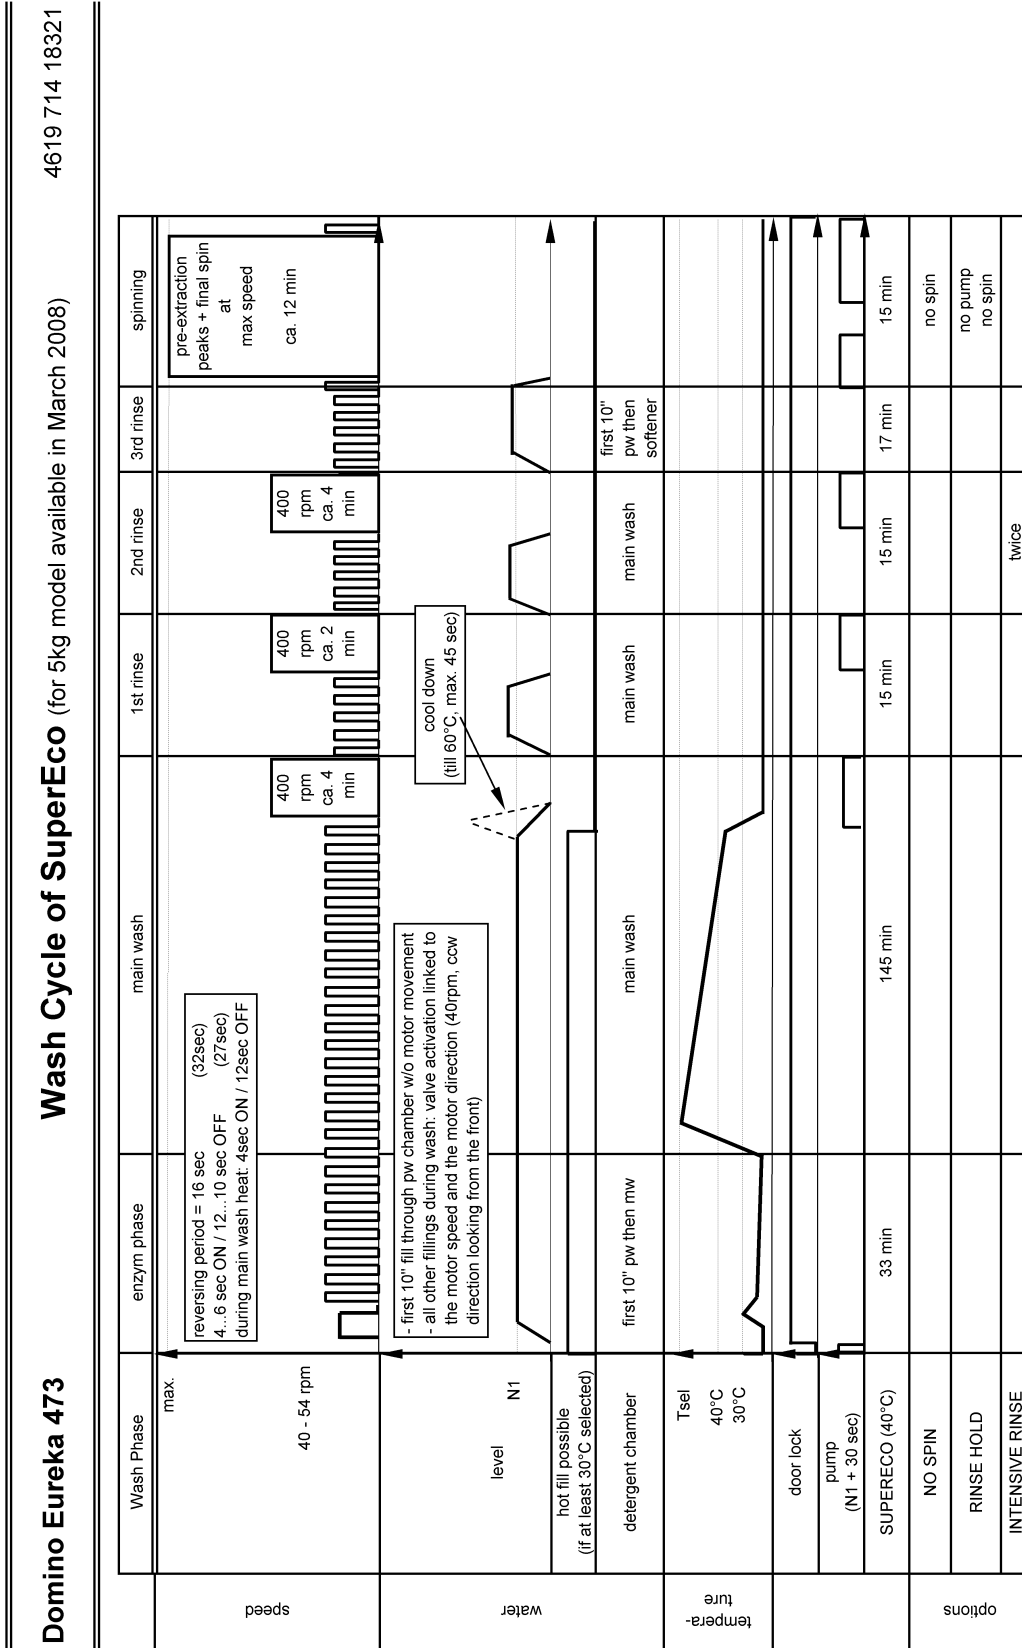 Domino Eureka 473
Wash Cycle of SuperEco (for 5kg model available in March 2008)
4619 714 18321
Wash Phase
enzym phase
main wash
1st rinse
2nd rinse
3rd rinse
spinning
speed
max.
40 - 54 rpm
reversing period = 16 sec (32sec)
4...6 sec ON / 12...10 sec OFF (27sec)
during main wash heat: 4sec ON / 12sec OFF
400
rpm
ca. 4
min
400
rpm
ca. 2
min
400
rpm
ca. 4
min
pre-extraction
peaks + final spin
at
max speed
ca. 12 min
water
level
N1
- first 10" fill through pw chamber w/o motor movement
- all other fillings during wash: valve activation linked to
the motor speed and the motor direction (40rpm, ccw
direction looking from the front)
cool down
(till 60°C, max. 45 sec)
hot fill possible
(if at least 30°C selected)
detergent chamber
first 10" pw then mw
main wash
main wash
main wash
first 10"
pw then
softener
tempera-
ture
Tsel
40°C
30°C
door lock
pump
(N1 + 30 sec)
SUPERECO (40°C)
33 min
145 min
15 min
15 min
17 min
15 min
options
NO SPIN
no spin
RINSE HOLD
no pump
no spin
INTENSIVE RINSE
twice